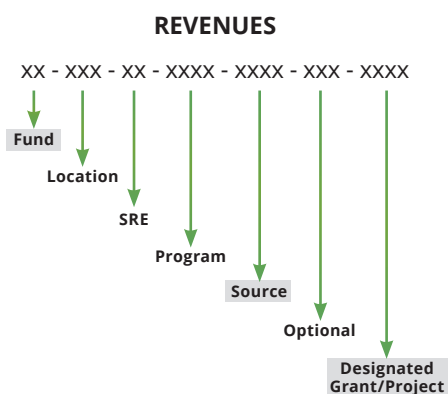 REVENUES
XX - XXX - XX - XXXX - XXXX - XXX - XXXX
Fund
Location
SRE
Program
Source
Optional
Designated
Grant/Project